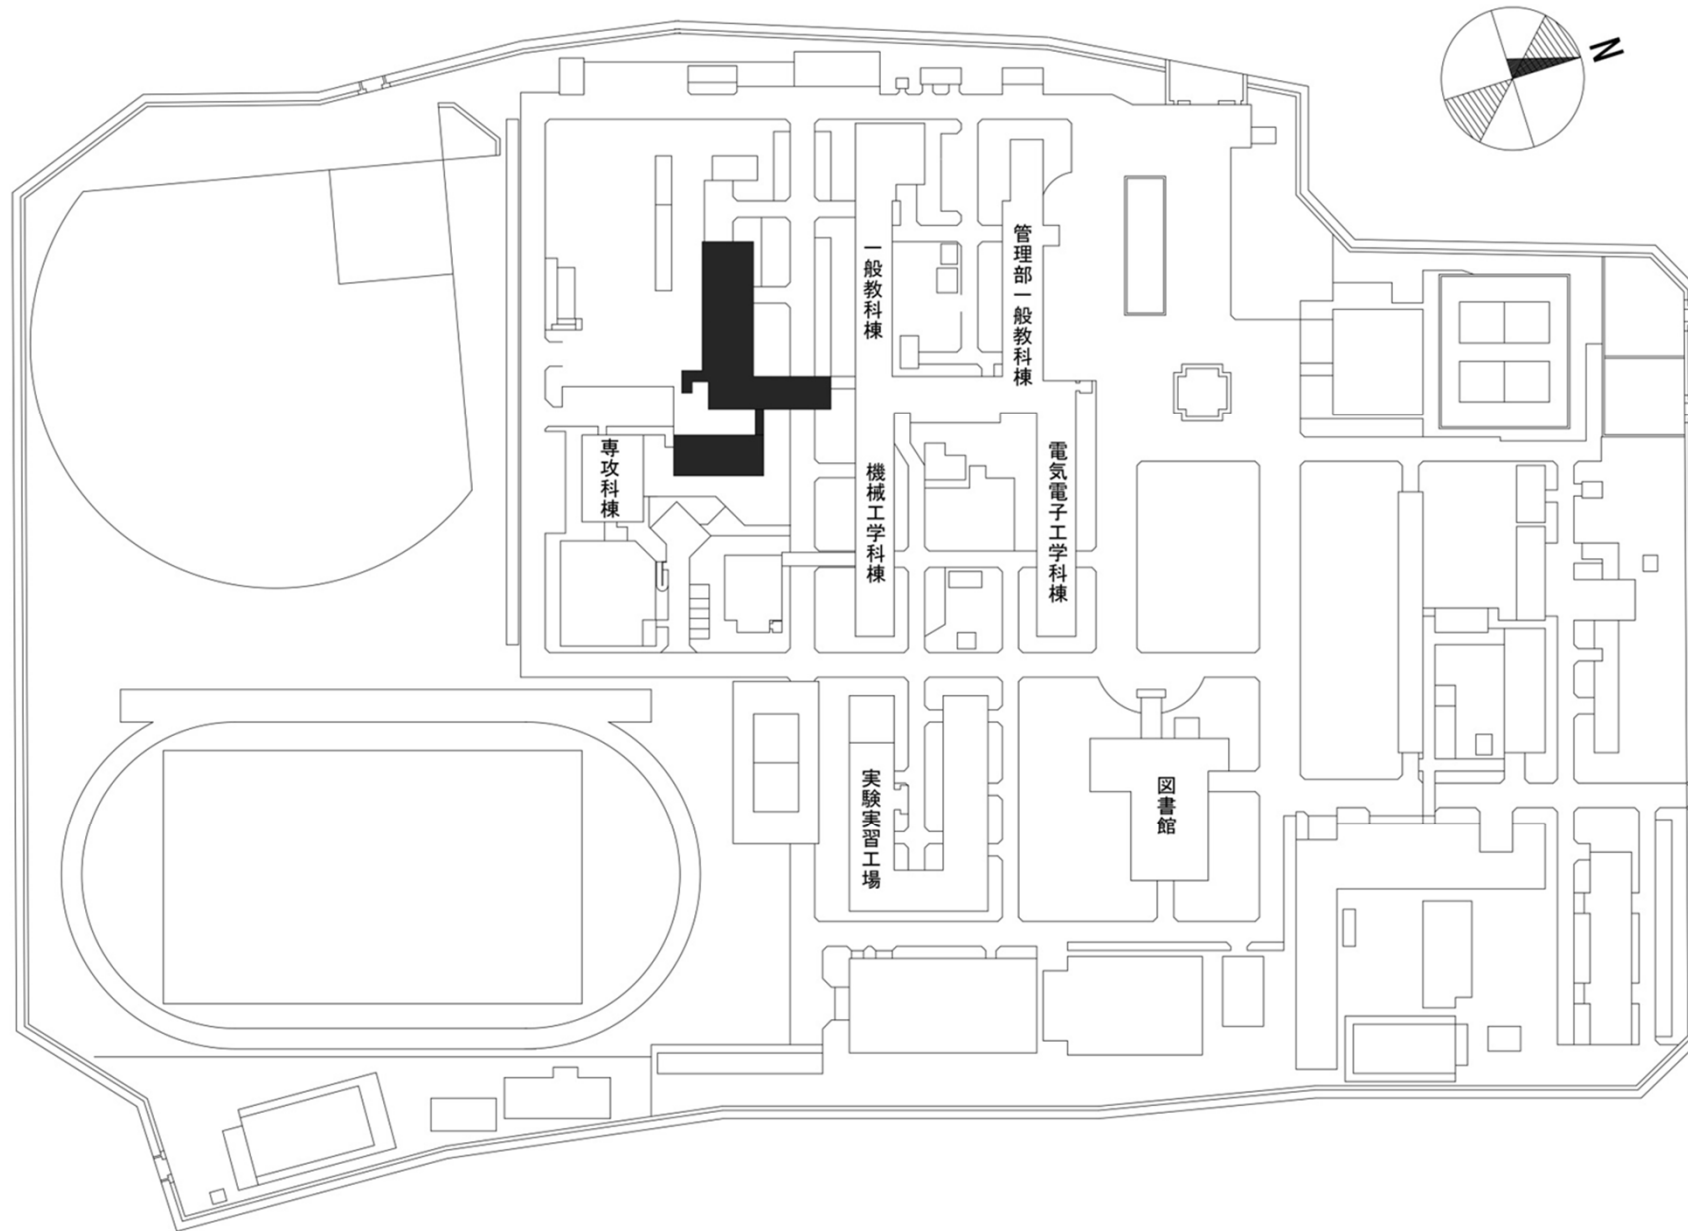 N
一般教科棟
管理部一般教科棟
専攻科棟
機械工学科棟
電気電子工学科棟
実験実習工場
図書館